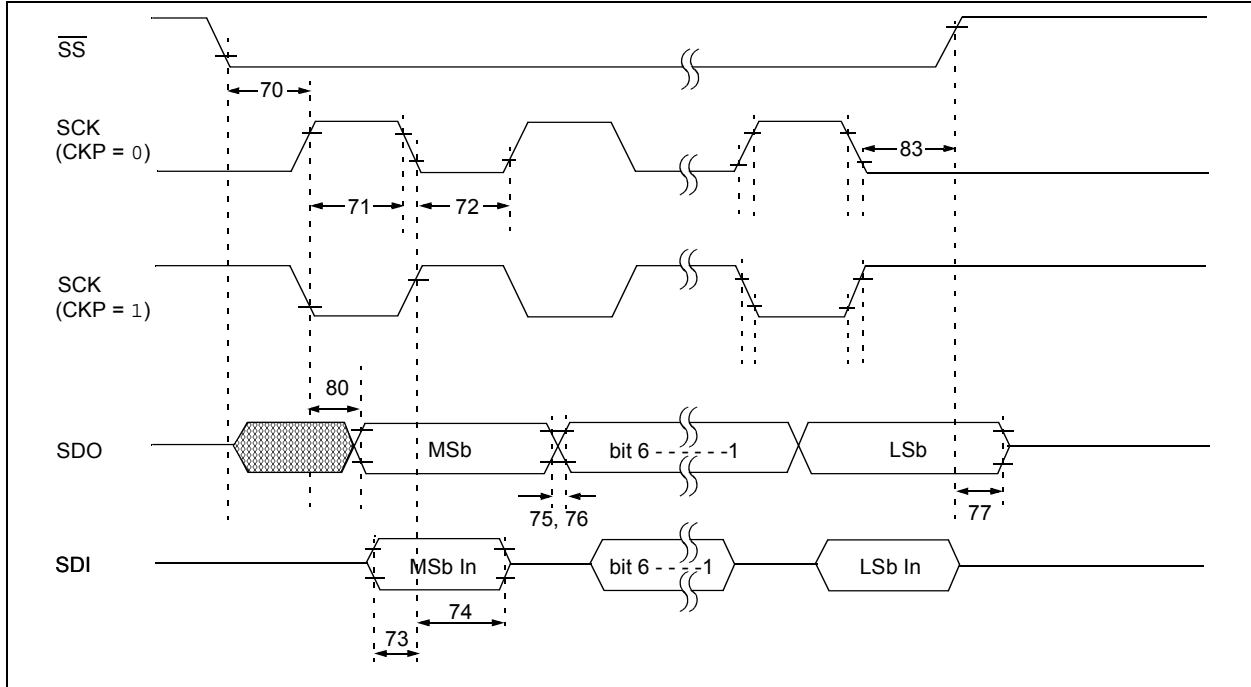 SS
70
SCK
(CKP = 0)
83
71
72
SCK
(CKP = 1)
80
SDO
MSb
bit 6 - - - - - -1
LSb
75, 76
77
SDI
MSb In
bit 6 - - - - -1
LSb In
74
73